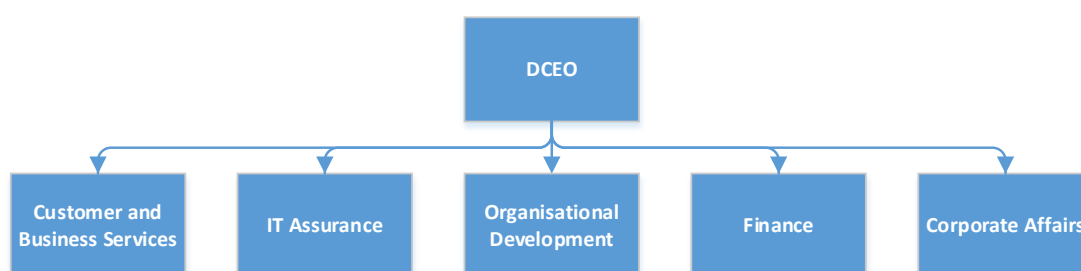 DCEO
Customer and
Business Services
IT Assurance
Organisational
Development
Finance
Corporate Affairs